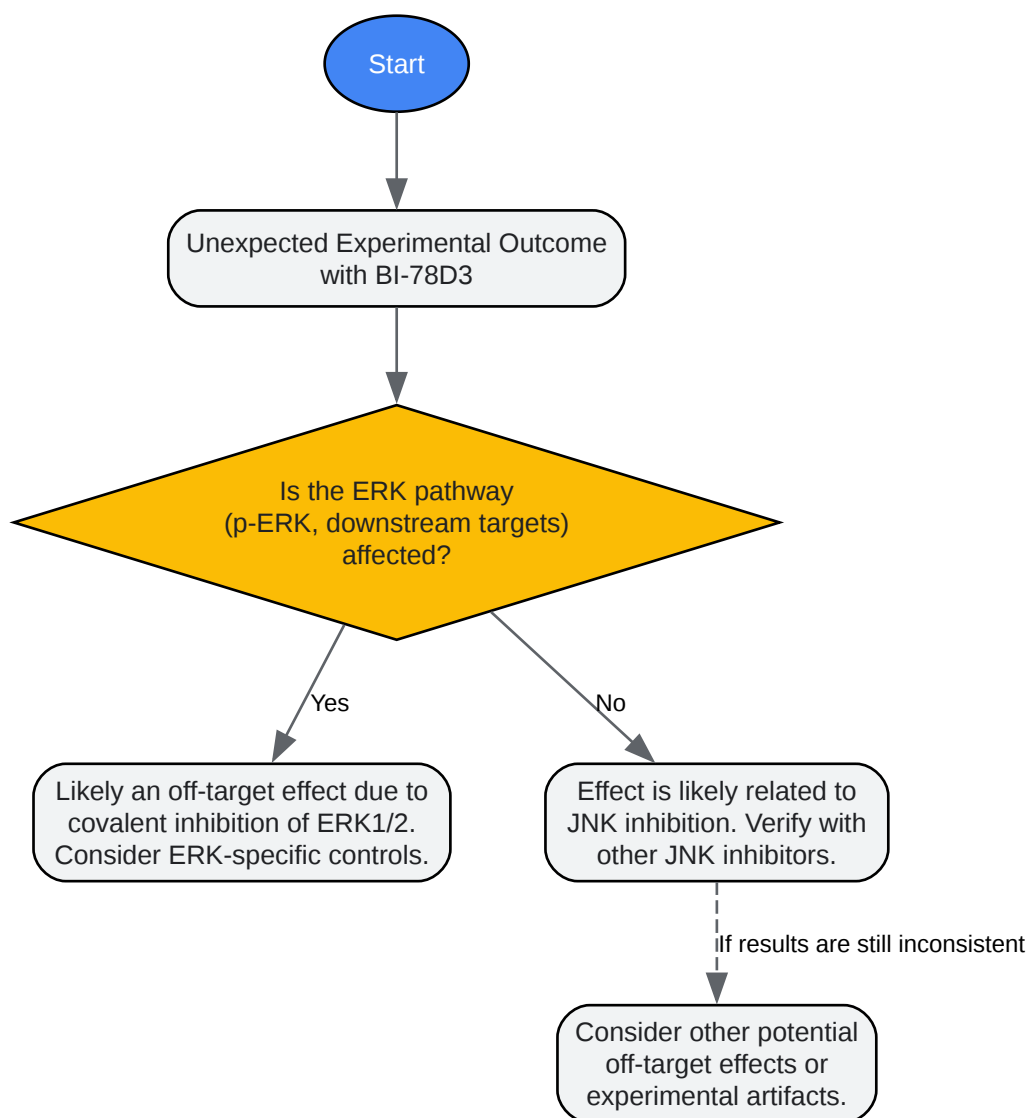 Start
Unexpected Experimental Outcome
with BI-78D3
Is the ERK pathway
(p-ERK, downstream targets)
affected?
Yes
No
Likely an off-target effect due to
covalent inhibition of ERK1/2.
Consider ERK-specific controls.
Effect is likely related to
JNK inhibition. Verify with
other JNK inhibitors.
If results are still inconsistent
Consider other potential
off-target effects or
experimental artifacts.